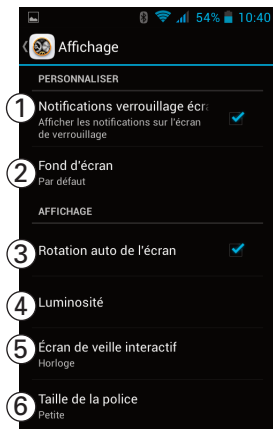 54% 10:40
Affichage
PERSONNALISER
1 Notifications verrouillage écra
Afficher les notifications sur l'écran
de verrouillage
2 Fond d'écran
Par défaut
AFFICHAGE
3 Rotation auto de l'écran
4 Luminosité
5 Écran de veille interactif
Horloge
6 Taille de la police
Petite